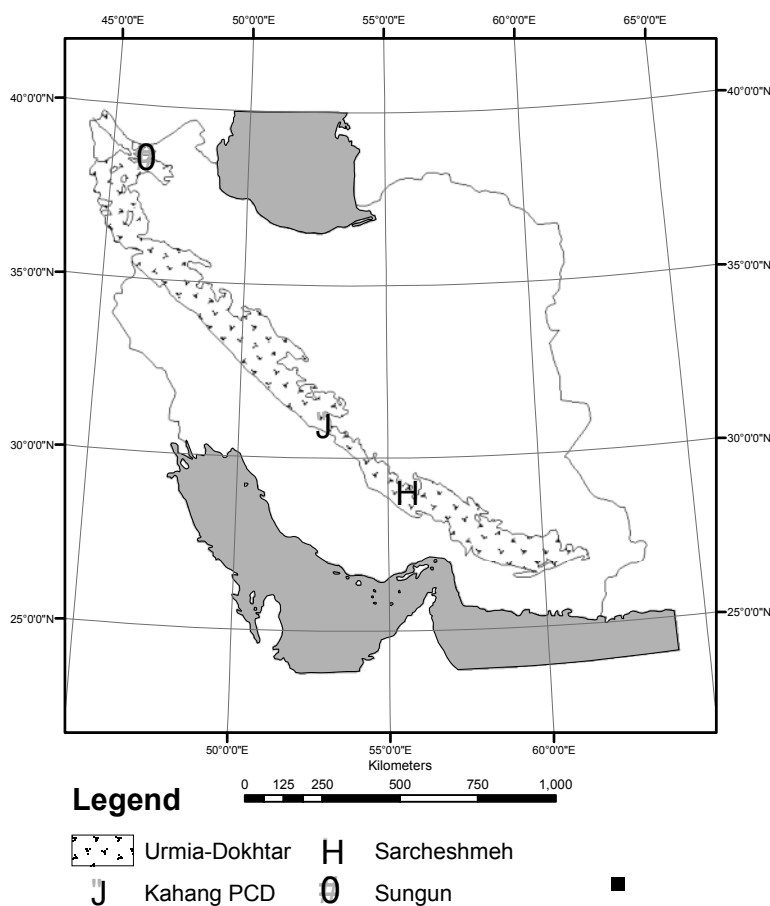 45°0'0"E 50°0'0"E 55°0'0"E 60°0'0"E 65°0'0"E
40°0'0"N 40°0'0"N
0
35°0'0"N 35°0'0"N
J
30°0'0"N 30°0'0"N
H
25°0'0"N 25°0'0"N
50°0'0"E 55°0'0"E 60°0'0"E
Kilometers
0 125 250 500 750 1,000
Legend
Urmia-Dokhtar H Sarcheshmeh
J Kahang PCD 0 Sungun